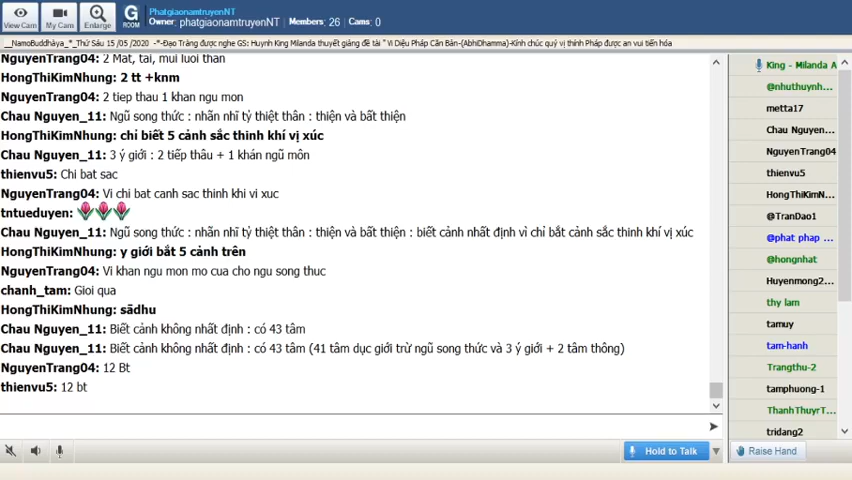 View Cam
My Cam
Enlarge
G
ROOM
PhatgiaonamtruyenNT
Owner: phatgiaonamtruyenNT Members: 26 Cams: 0
__NamoBuddhàya_*_Thứ Sáu 15 /05 /2020 -*-Đạo Tràng được nghe GS: Huynh King Milanda thuyết giảng đề tài " Vi Diệu Pháp Căn Bản-(AbhiDhamma)-Kính chúc quý vị thính Pháp được an vui tiến hóa
NguyenTrang04: 2 Mat, tai, mui luoi than
HongThiKimNhung: 2 tt +knm
NguyenTrang04: 2 tiep thau 1 khan ngu mon
Chau Nguyen_11: Ngũ song thức : nhãn nhĩ tỷ thiệt thân : thiện và bất thiện
HongThiKimNhung: chỉ biết 5 cảnh sắc thinh khí vị xúc
Chau Nguyen_11: 3 ý giới : 2 tiếp thâu + 1 khán ngũ môn
thienvu5: Chi bat sac
NguyenTrang04: Vi chi bat canh sac thinh khi vi xuc
tntueduyen:
Chau Nguyen_11: Ngũ song thức : nhãn nhĩ tỷ thiệt thân : thiện và bất thiện : biết cảnh nhất định vì chỉ bắt cảnh sắc thinh khí vị xúc
HongThiKimNhung: y giới bắt 5 cảnh trên
NguyenTrang04: Vi khan ngu mon mo cua cho ngu song thuc
chanh_tam: Gioi qua
HongThiKimNhung: sādhu
Chau Nguyen_11: Biết cảnh không nhất định : có 43 tâm
Chau Nguyen_11: Biết cảnh không nhất định : có 43 tâm (41 tâm dục giới trừ ngũ song thức và 3 ý giới + 2 tâm thông)
NguyenTrang04: 12 Bt
thienvu5: 12 bt
King - Milanda A
@nhuthuynh...
metta17
Chau Nguyen...
NguyenTrang04
thienvu5
HongThiKimN...
@TranDao1
@phat phap ...
@hongnhat
Huyenmong2...
thy lam
tamuy
tam-hanh
Trangthu-2
tamphuong-1
ThanhThuyrT...
tridang2
Hold to Talk
Raise Hand